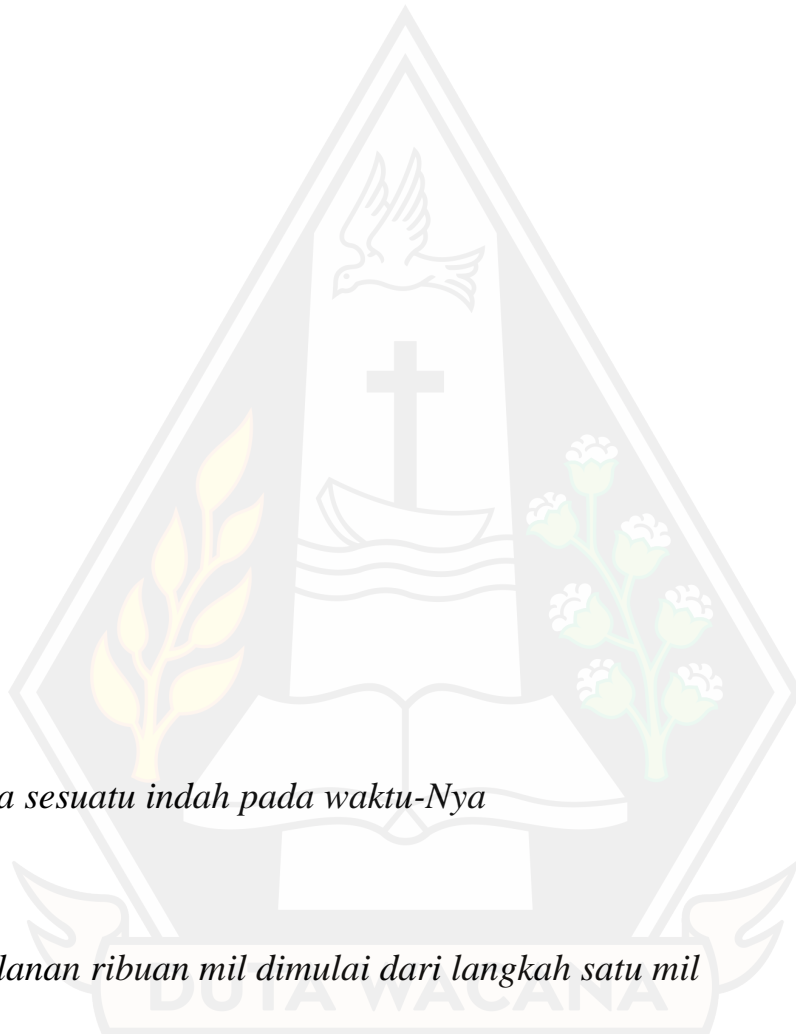 a sesuatu indah pada waktu-Nya
lanan ribuan mil dimulai dari langkah satu mil
DUTA WACANA